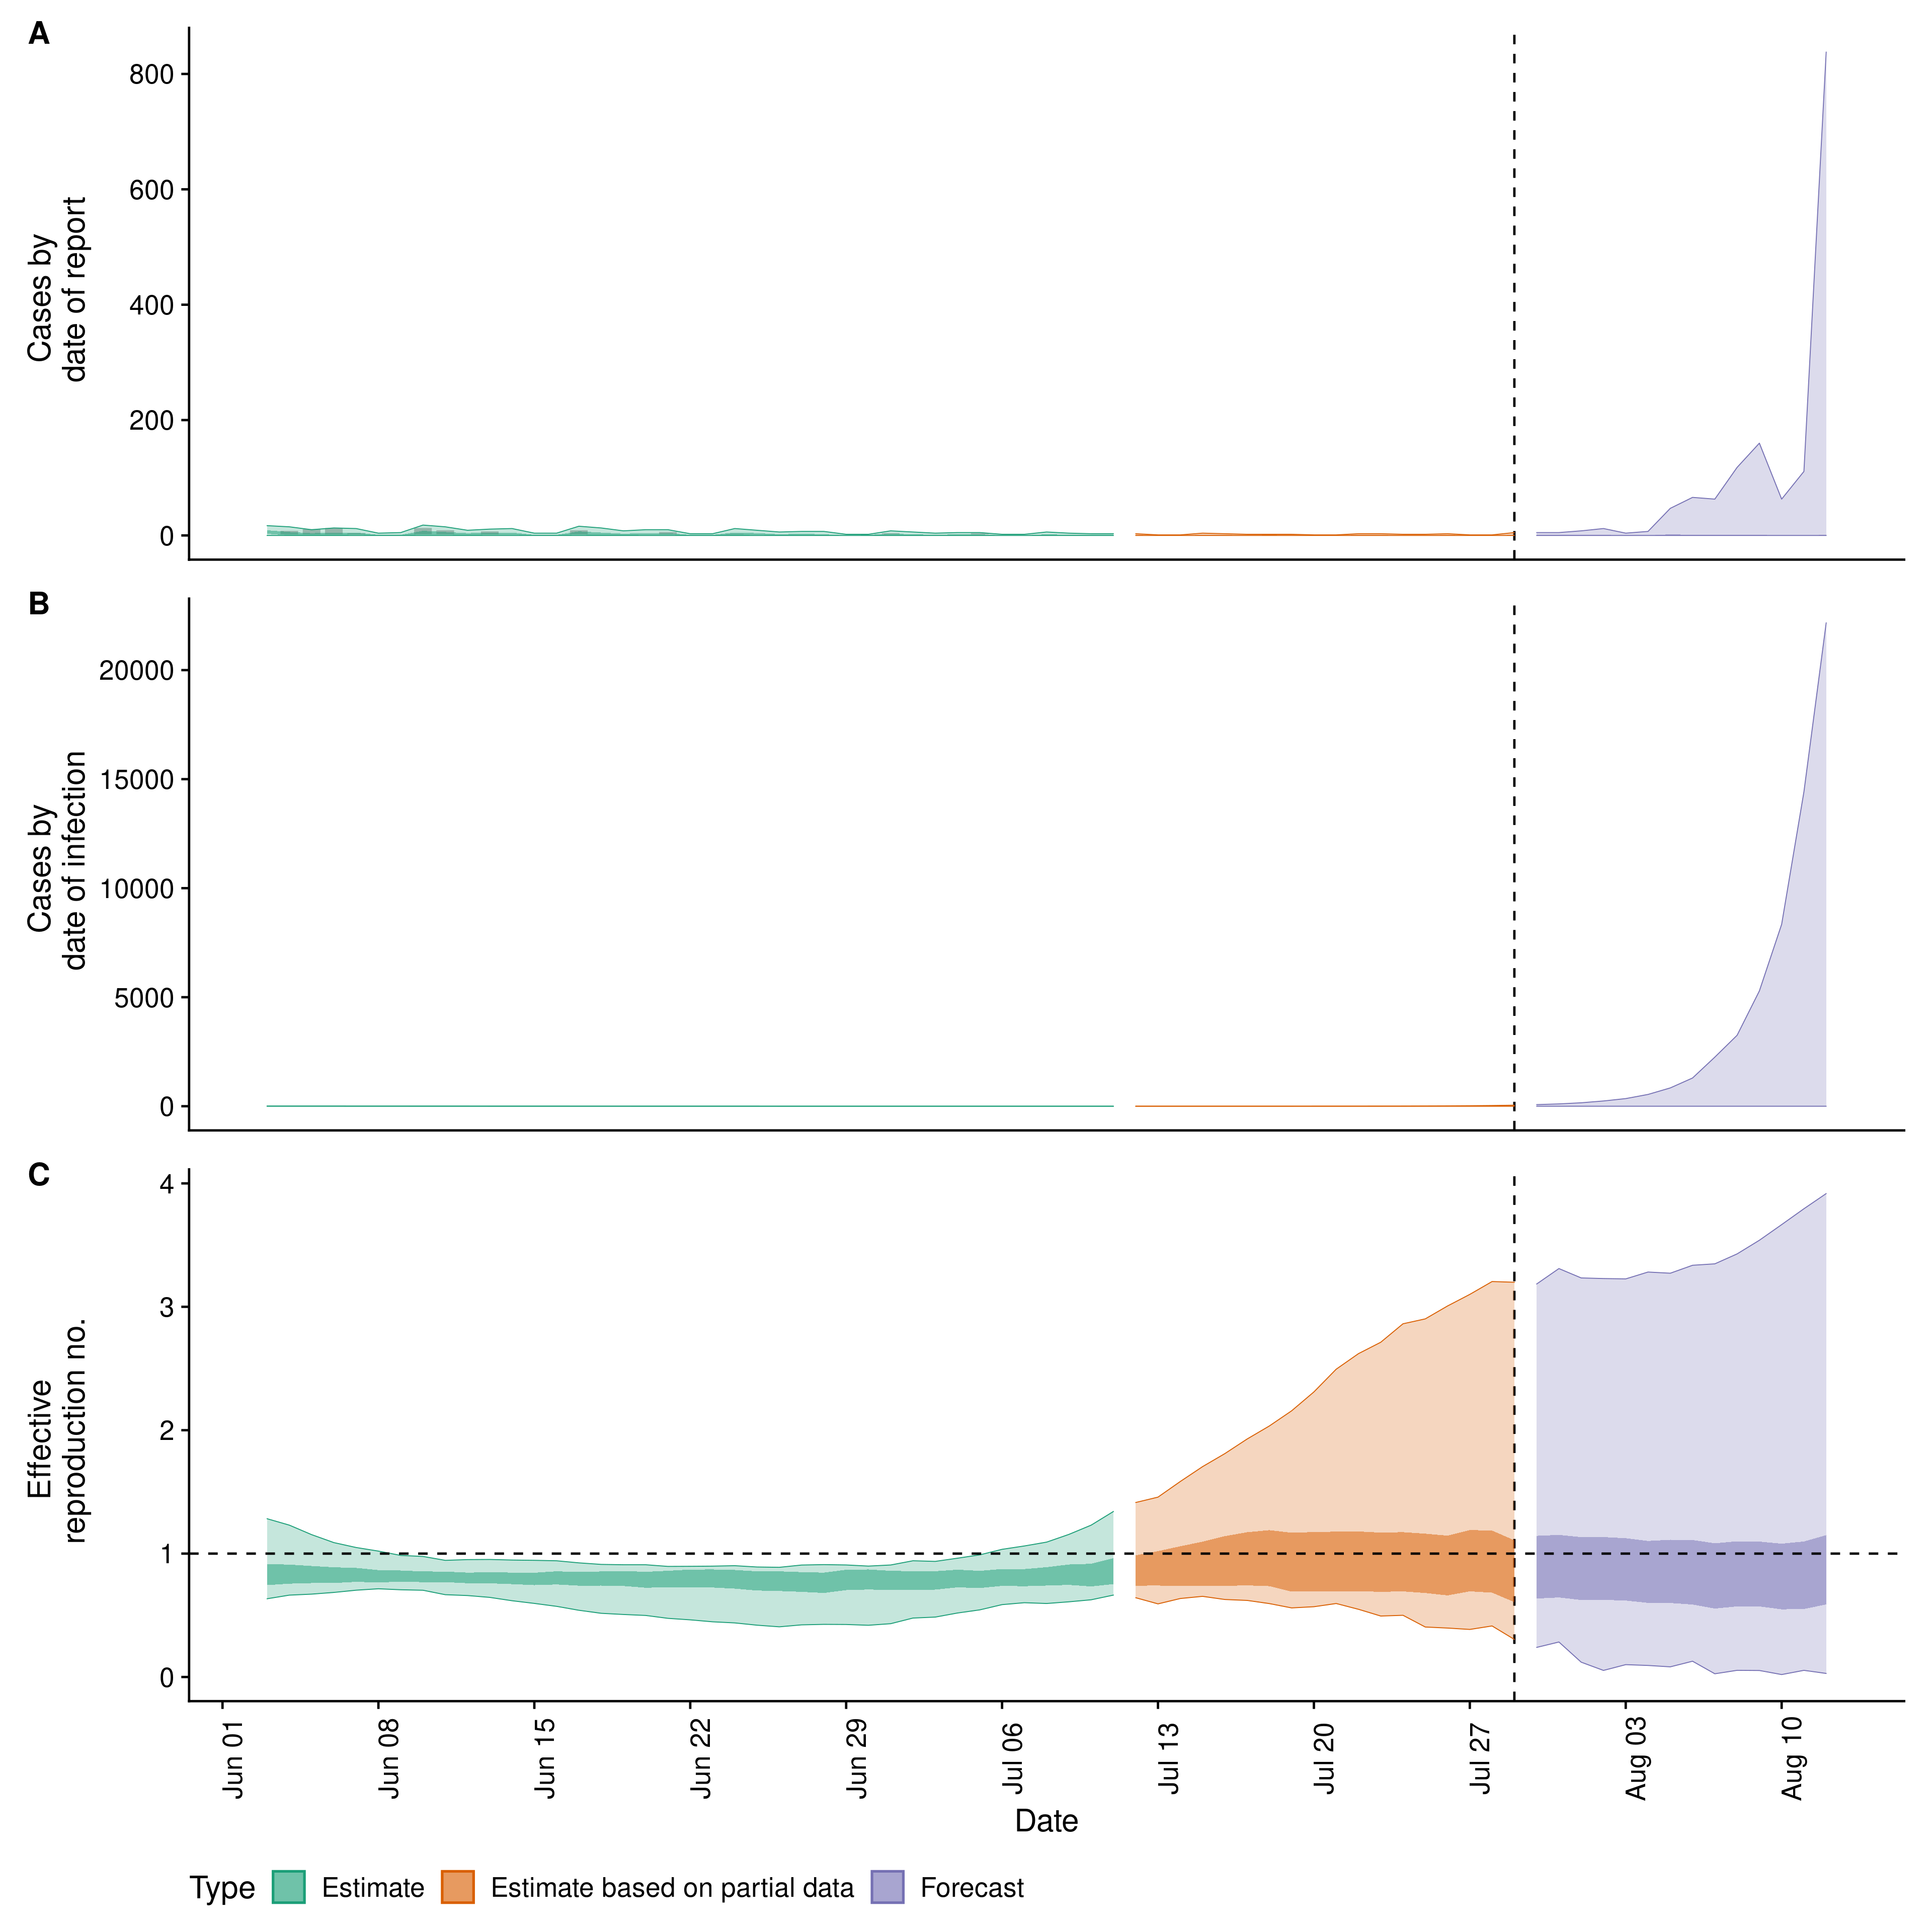 A
800
600
400
200
0
Cases by
date of report
B
20000
15000
10000
5000
0
Cases by
date of infection
C
4
3
2
1
0
Effective
reproduction no.
Jun 01
Jun 08
Jun 15
Jun 22
Jun 29
Jul 06
Jul 13
Jul 20
Jul 27
Aug 03
Aug 10
Date
Type Estimate Estimate based on partial data Forecast